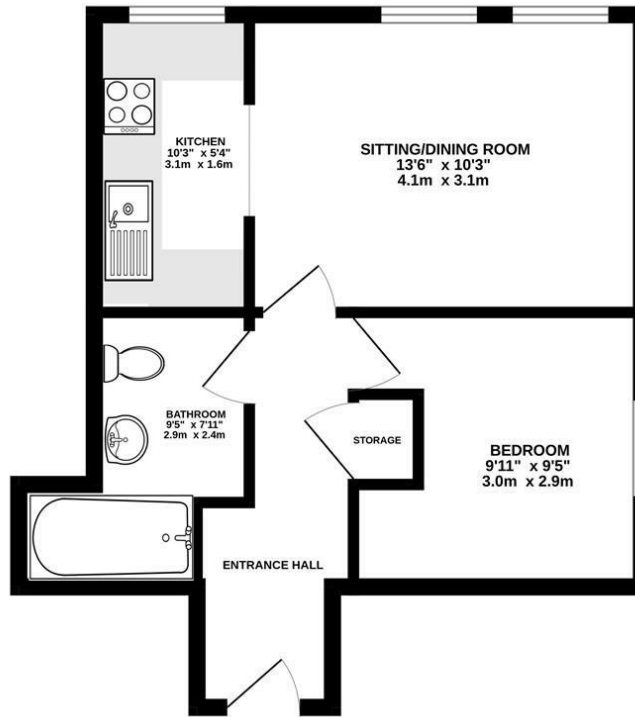 KITCHEN
10'3" x 5'4"
3.1m x 1.6m
SITTING/DINING ROOM
13'6" x 10'3"
4.1m x 3.1m
BATHROOM
9'5" x 7'11"
2.9m x 2.4m
STORAGE
BEDROOM
9'11" x 9'5"
3.0m x 2.9m
ENTRANCE HALL